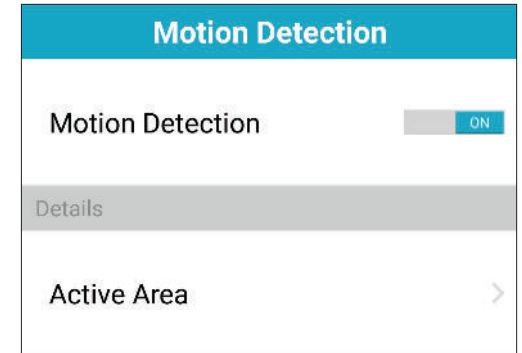 Motion Detection
Motion Detection ON
Details
Active Area